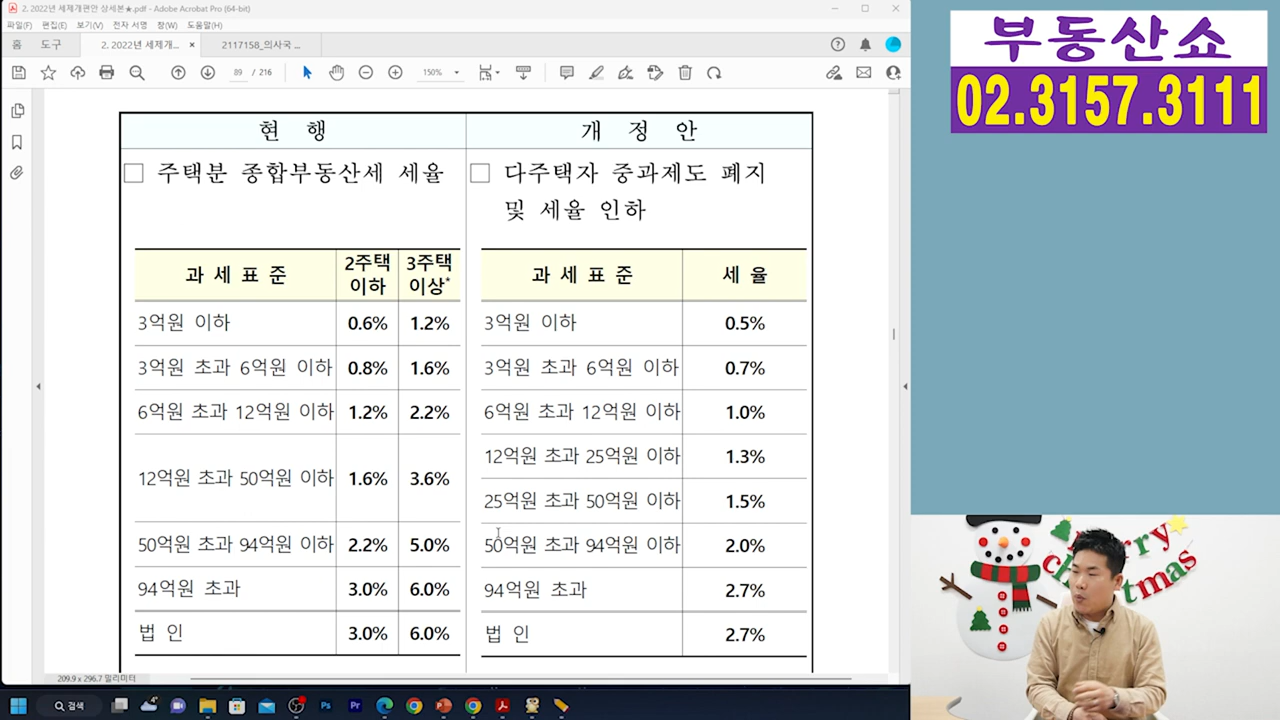 2. 2022년 세제개편안 상세본★.pdf - Adobe Acrobat Pro (64-bit)
파일(F) 편집(E) 보기(V) 전자 서명 창(W) 도움말(H)
홈 도구 2. 2022년 세제개... × 2117158_의사국 ...
89 / 216 150%
부동산쇼
02.3157.3111
현 행
개 정 안
주택분 종합부동산세 세율
다주택자 중과제도 폐지
및 세율 인하
과 세 표 준 2주택 이하 3주택 이상*
3억원 이하 0.6% 1.2%
3억원 초과 6억원 이하 0.8% 1.6%
6억원 초과 12억원 이하 1.2% 2.2%
12억원 초과 50억원 이하 1.6% 3.6%
50억원 초과 94억원 이하 2.2% 5.0%
94억원 초과 3.0% 6.0%
법 인 3.0% 6.0%
과 세 표 준 세 율
3억원 이하 0.5%
3억원 초과 6억원 이하 0.7%
6억원 초과 12억원 이하 1.0%
12억원 초과 25억원 이하 1.3%
25억원 초과 50억원 이하 1.5%
50억원 초과 94억원 이하 2.0%
94억원 초과 2.7%
법 인 2.7%
209.9 x 296.7 밀리미터
Merry
christmas
검색
Ps
Pr